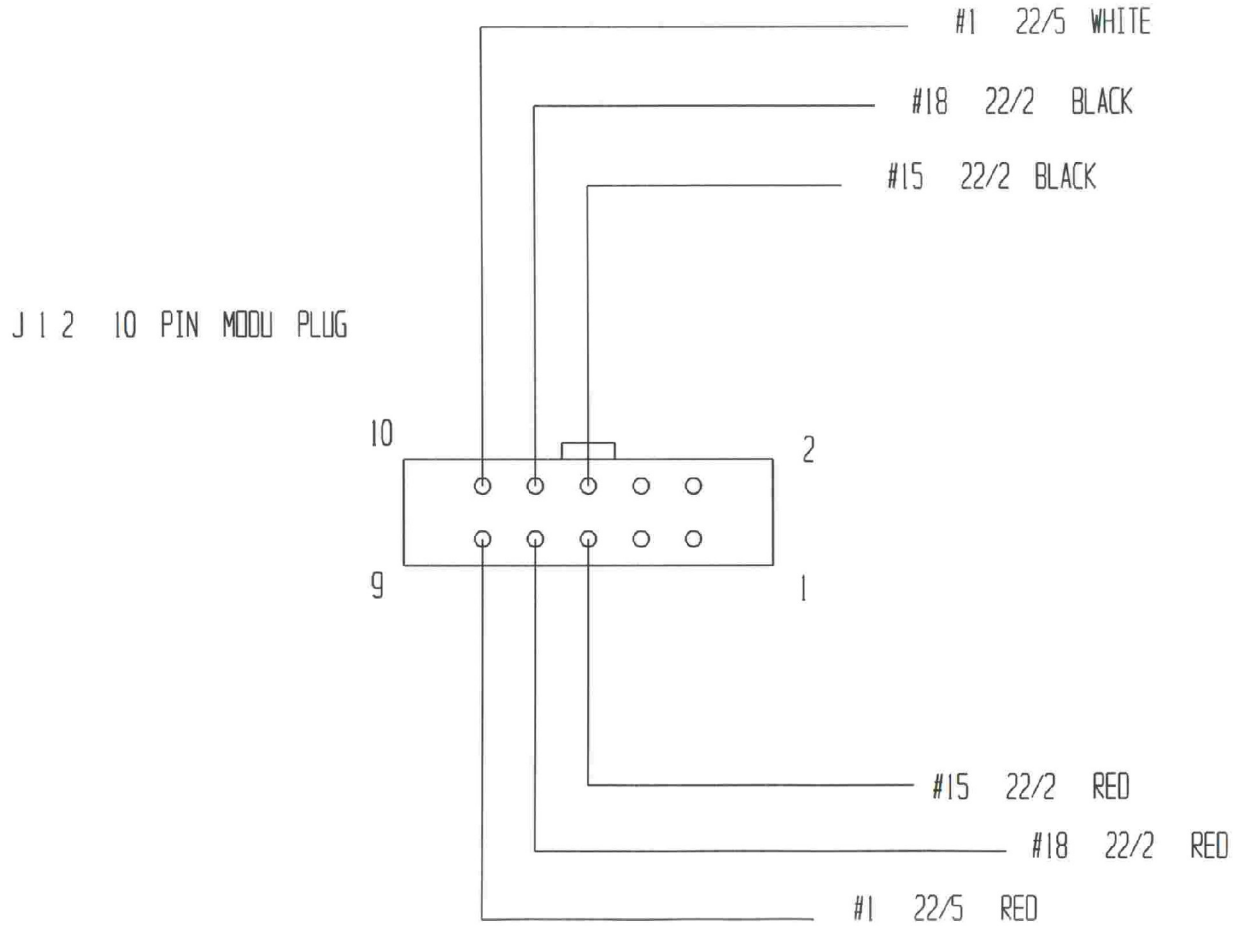 #1 22/5 WHITE
#18 22/2 BLACK
#15 22/2 BLACK
J 1 2 10 PIN MODU PLUG
10
2
9
1
#15 22/2 RED
#18 22/2 RED
#1 22/5 RED